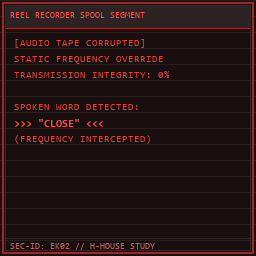 REEL RECORDER SPOOL SEGMENT
[AUDIO TAPE CORRUPTED]
STATIC FREQUENCY OVERRIDE
TRANSMISSION INTEGRITY: 0%
SPOKEN WORD DETECTED:
>>> "CLOSE" <<<
(FREQUENCY INTERCEPTED)
SEC-ID: EK02 // H-HOUSE STUDY